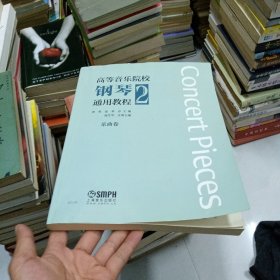 高等音乐院校
钢琴 2
通用教程
乐曲卷
Concert Pieces
SMPH
上海音乐出版社